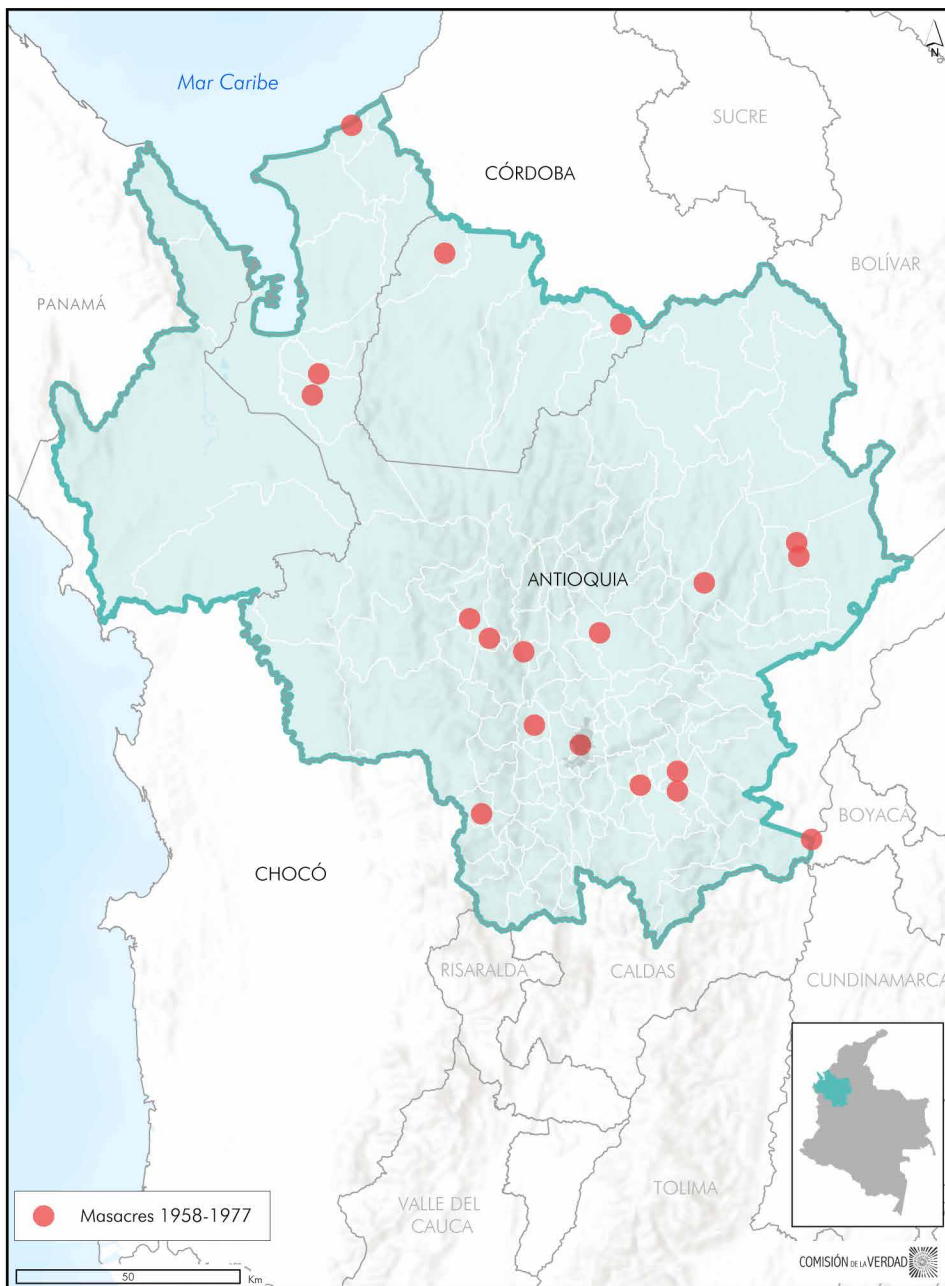 N
Mar Caribe
SUCRE
CÓRDOBA
BOLÍVAR
PANAMÁ
ANTIOQUIA
BOYACA
CHOCÓ
RISARALDA
CALDAS
CUNDINAMARCA
TOLIMA
VALLE DEL
CAUCA
Masacres 1958-1977
COMISIÓN DE LA VERDAD
50
Km